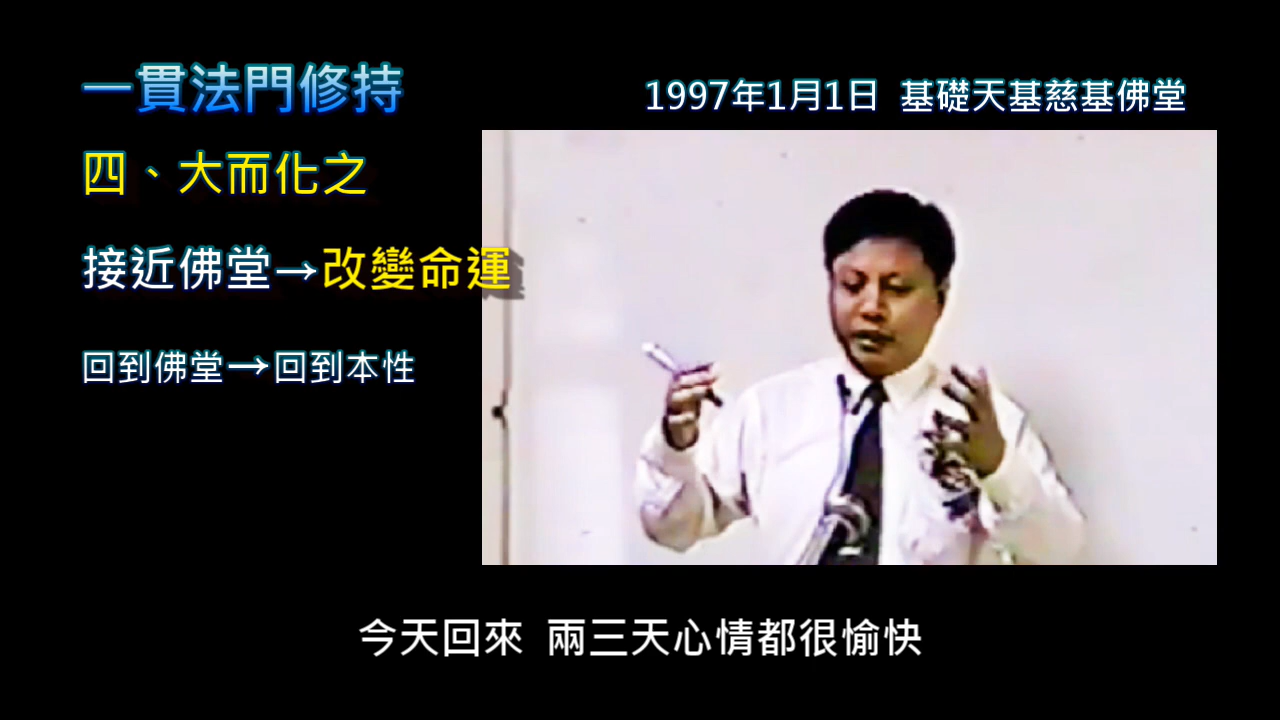 一貫法門修持
1997年1月1日 基礎天基慈基佛堂
四、大而化之
接近佛堂→改變命運
回到佛堂→回到本性
今天回來 兩三天心情都很愉快